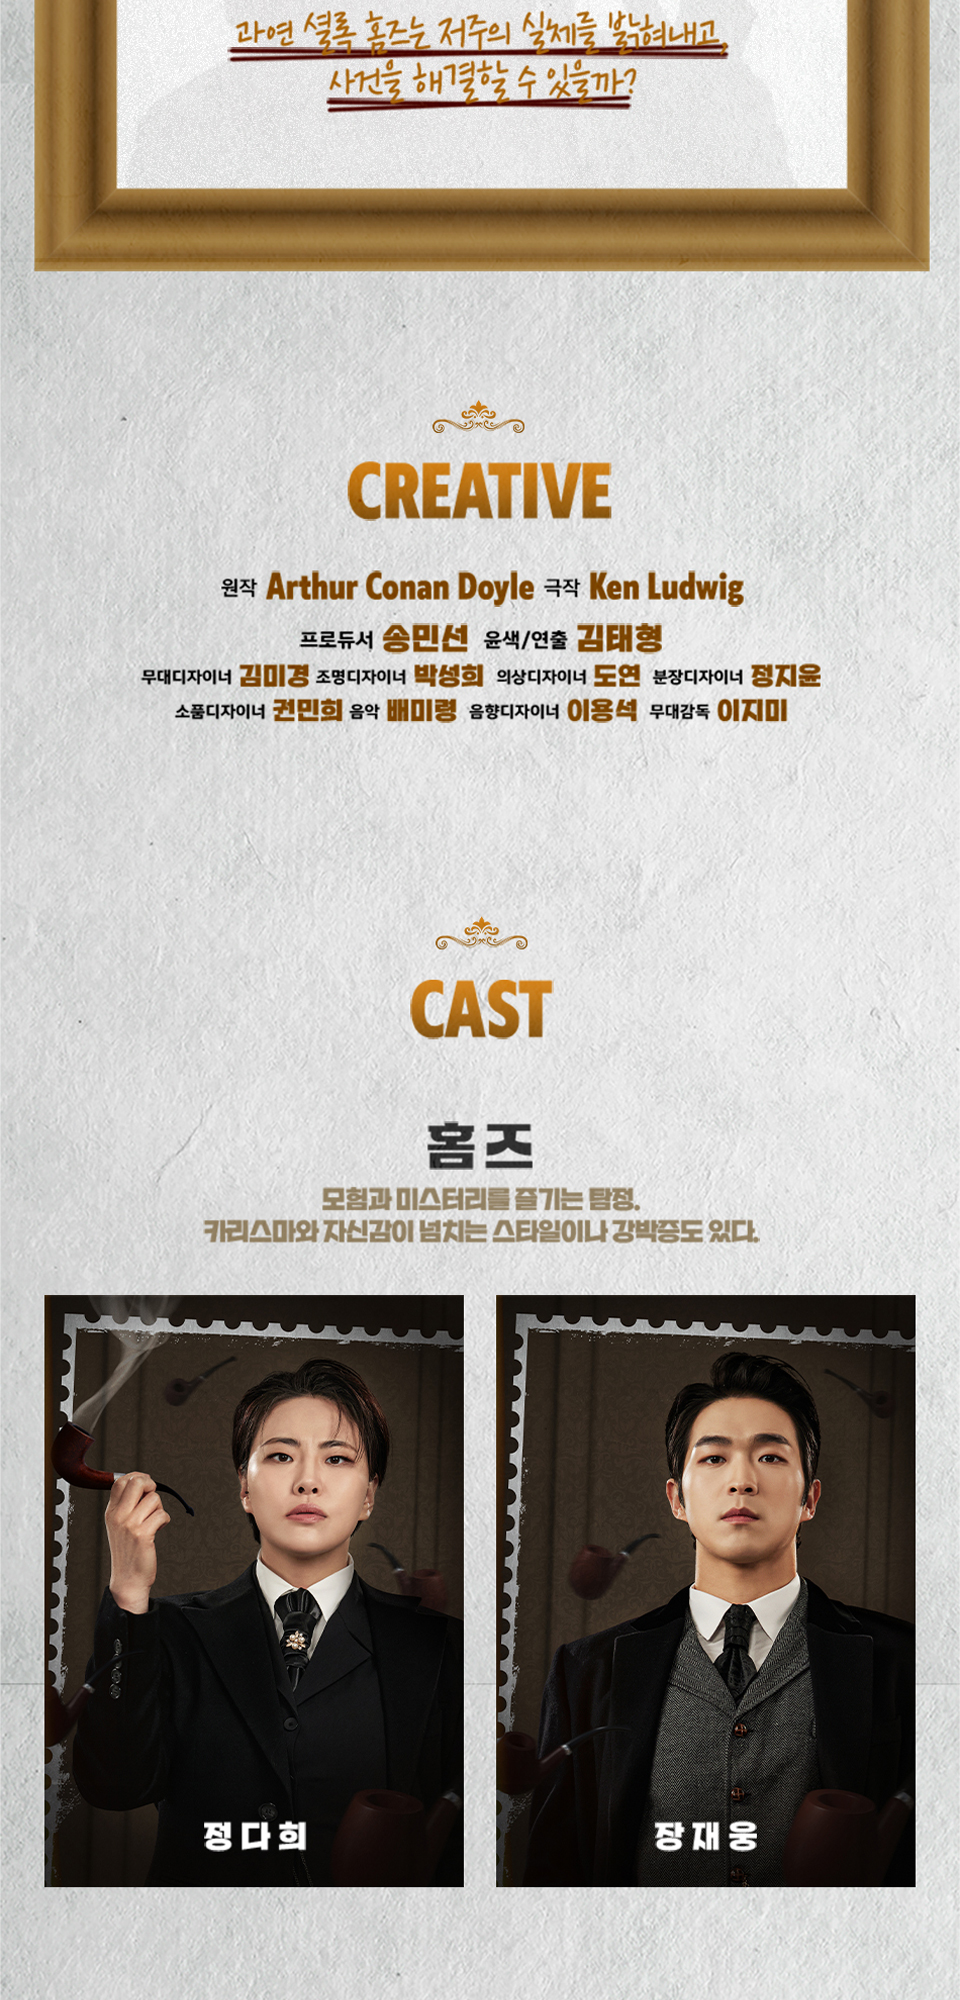 과연 셜록 홈즈는 저주의 실체를 밝혀내고,
사건을 해결할 수 있을까?
CREATIVE
원작 Arthur Conan Doyle 극작 Ken Ludwig
프로듀서 송민선 윤색/연출 김태형
무대디자이너 김미경 조명디자이너 박성희 의상디자이너 도연 분장디자이너 정지윤
소품디자이너 권민희 음악 배미령 음향디자이너 이용석 무대감독 이지미
CAST
홈즈
모험과 미스터리를 즐기는 탐정.
카리스마와 자신감이 넘치는 스타일이나 강박증도 있다.
정다희
장재웅